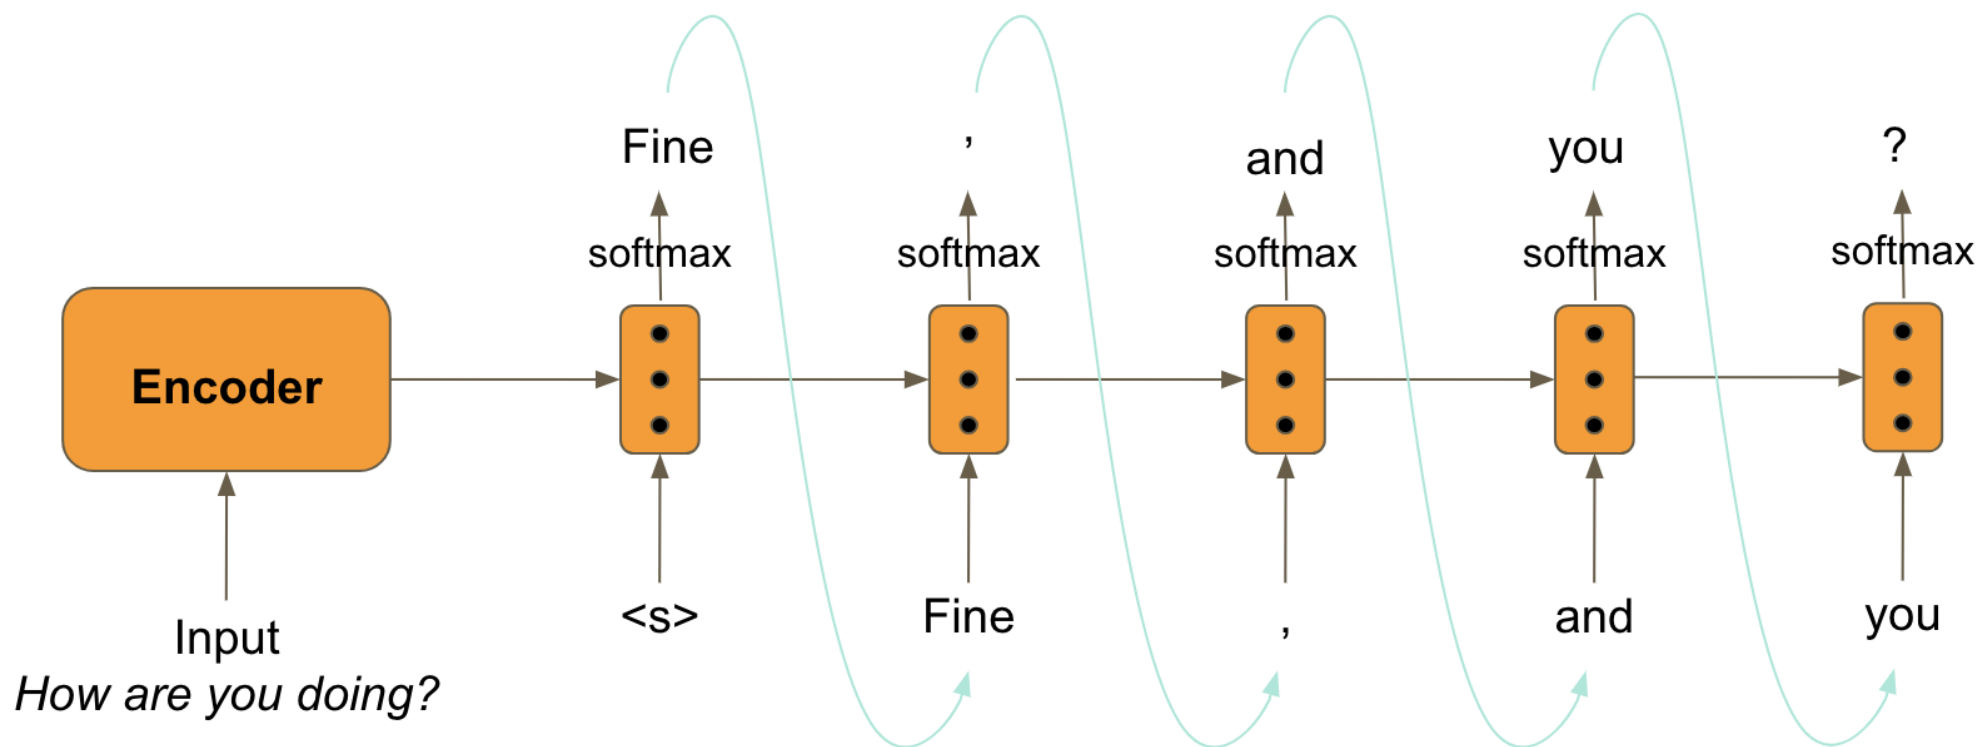 Fine , and you ?
softmax softmax softmax softmax softmax
Encoder
<s> Fine , and you
Input
How are you doing?